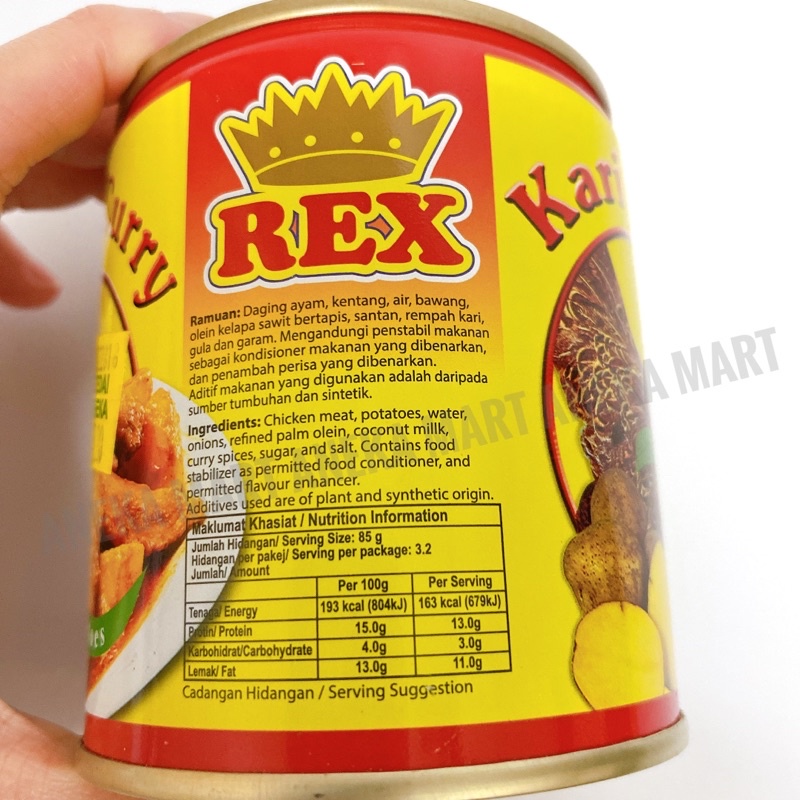 REX
Curry
Kari
Ramuan: Daging ayam, kentang, air, bawang,
olein kelapa sawit bertapis, santan, rempah kari,
gula dan garam. Mengandungi penstabil makanan
sebagai kondisioner makanan yang dibenarkan,
dan penambah perisa yang dibenarkan.
Aditif makanan yang digunakan adalah daripada
sumber tumbuhan dan sintetik.
Ingredients: Chicken meat, potatoes, water,
onions, refined palm olein, coconut millk,
curry spices, sugar, and salt. Contains food
stabilizer as permitted food conditioner, and
permitted flavour enhancer.
Additives used are of plant and synthetic origin.
Maklumat Khasiat / Nutrition Information
Jumlah Hidangan/ Serving Size: 85 g
Hidangan per pakej/ Serving per package: 3.2
Jumlah/ Amount
Per 100g Per Serving
Tenaga/ Energy 193 kcal (804kJ) 163 kcal (679kJ)
Protin/ Protein 15.0g 13.0g
Karbohidrat/Carbohydrate 4.0g 3.0g
Lemak/ Fat 13.0g 11.0g
Cadangan Hidangan / Serving Suggestion
MART
MART